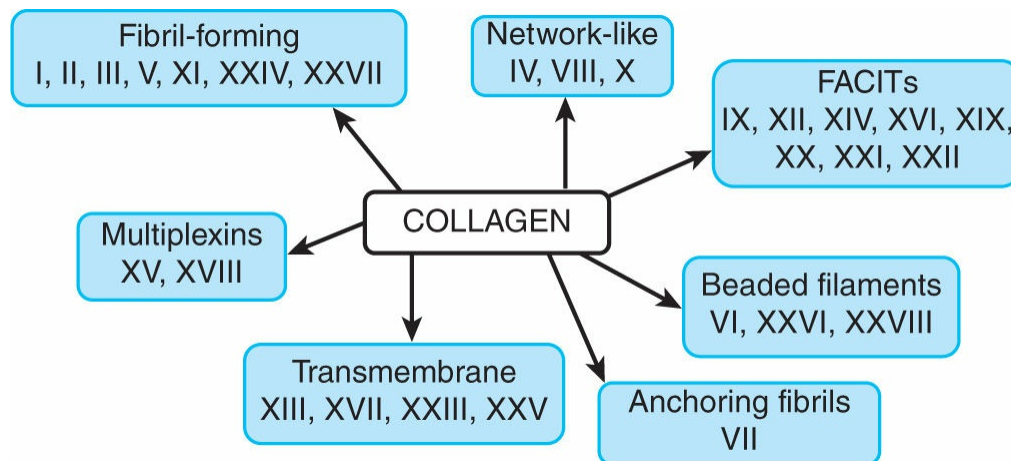 Fibril-forming
I, II, III, V, XI, XXIV, XXVII
Network-like
IV, VIII, X
FACITs
IX, XII, XIV, XVI, XIX,
XX, XXI, XXII
COLLAGEN
Multiplexins
XV, XVIII
Beaded filaments
VI, XXVI, XXVIII
Transmembrane
XIII, XVII, XXIII, XXV
Anchoring fibrils
VII